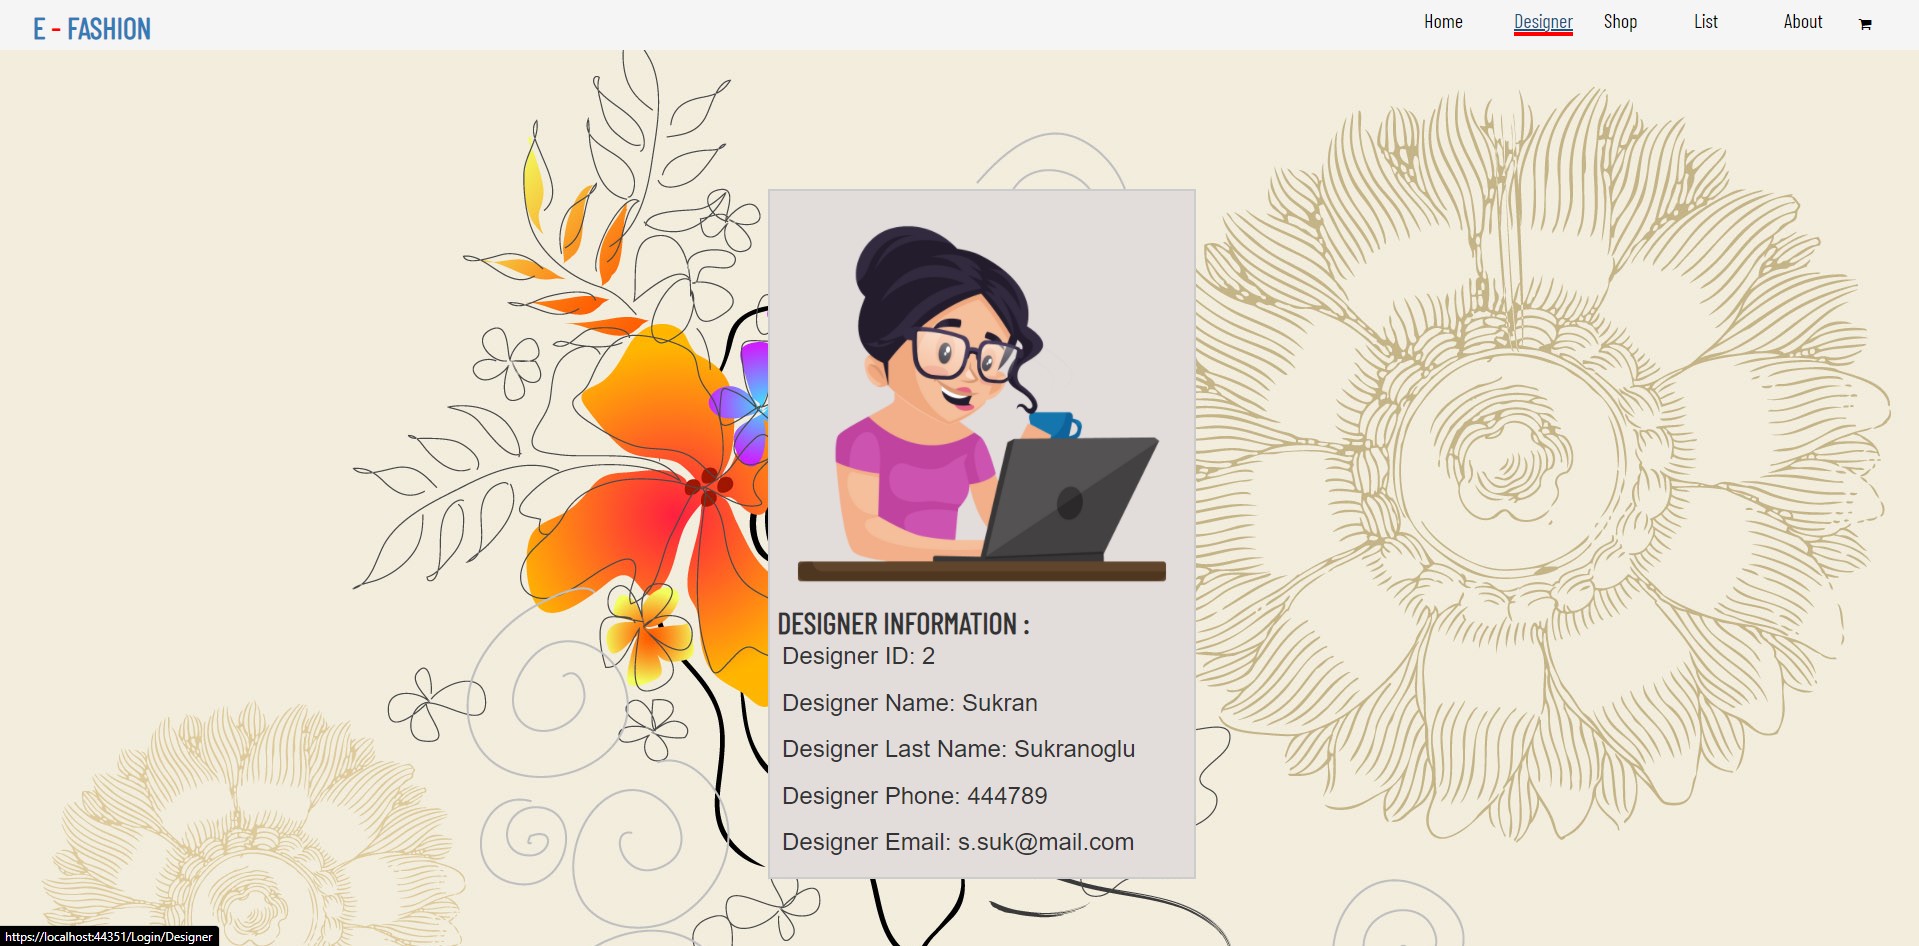 E - FASHION
Home Designer Shop List About
DESIGNER INFORMATION :
Designer ID: 2
Designer Name: Sukran
Designer Last Name: Sukranoglu
Designer Phone: 444789
Designer Email: s.suk@mail.com
https://localhost:44351/Login/Designer